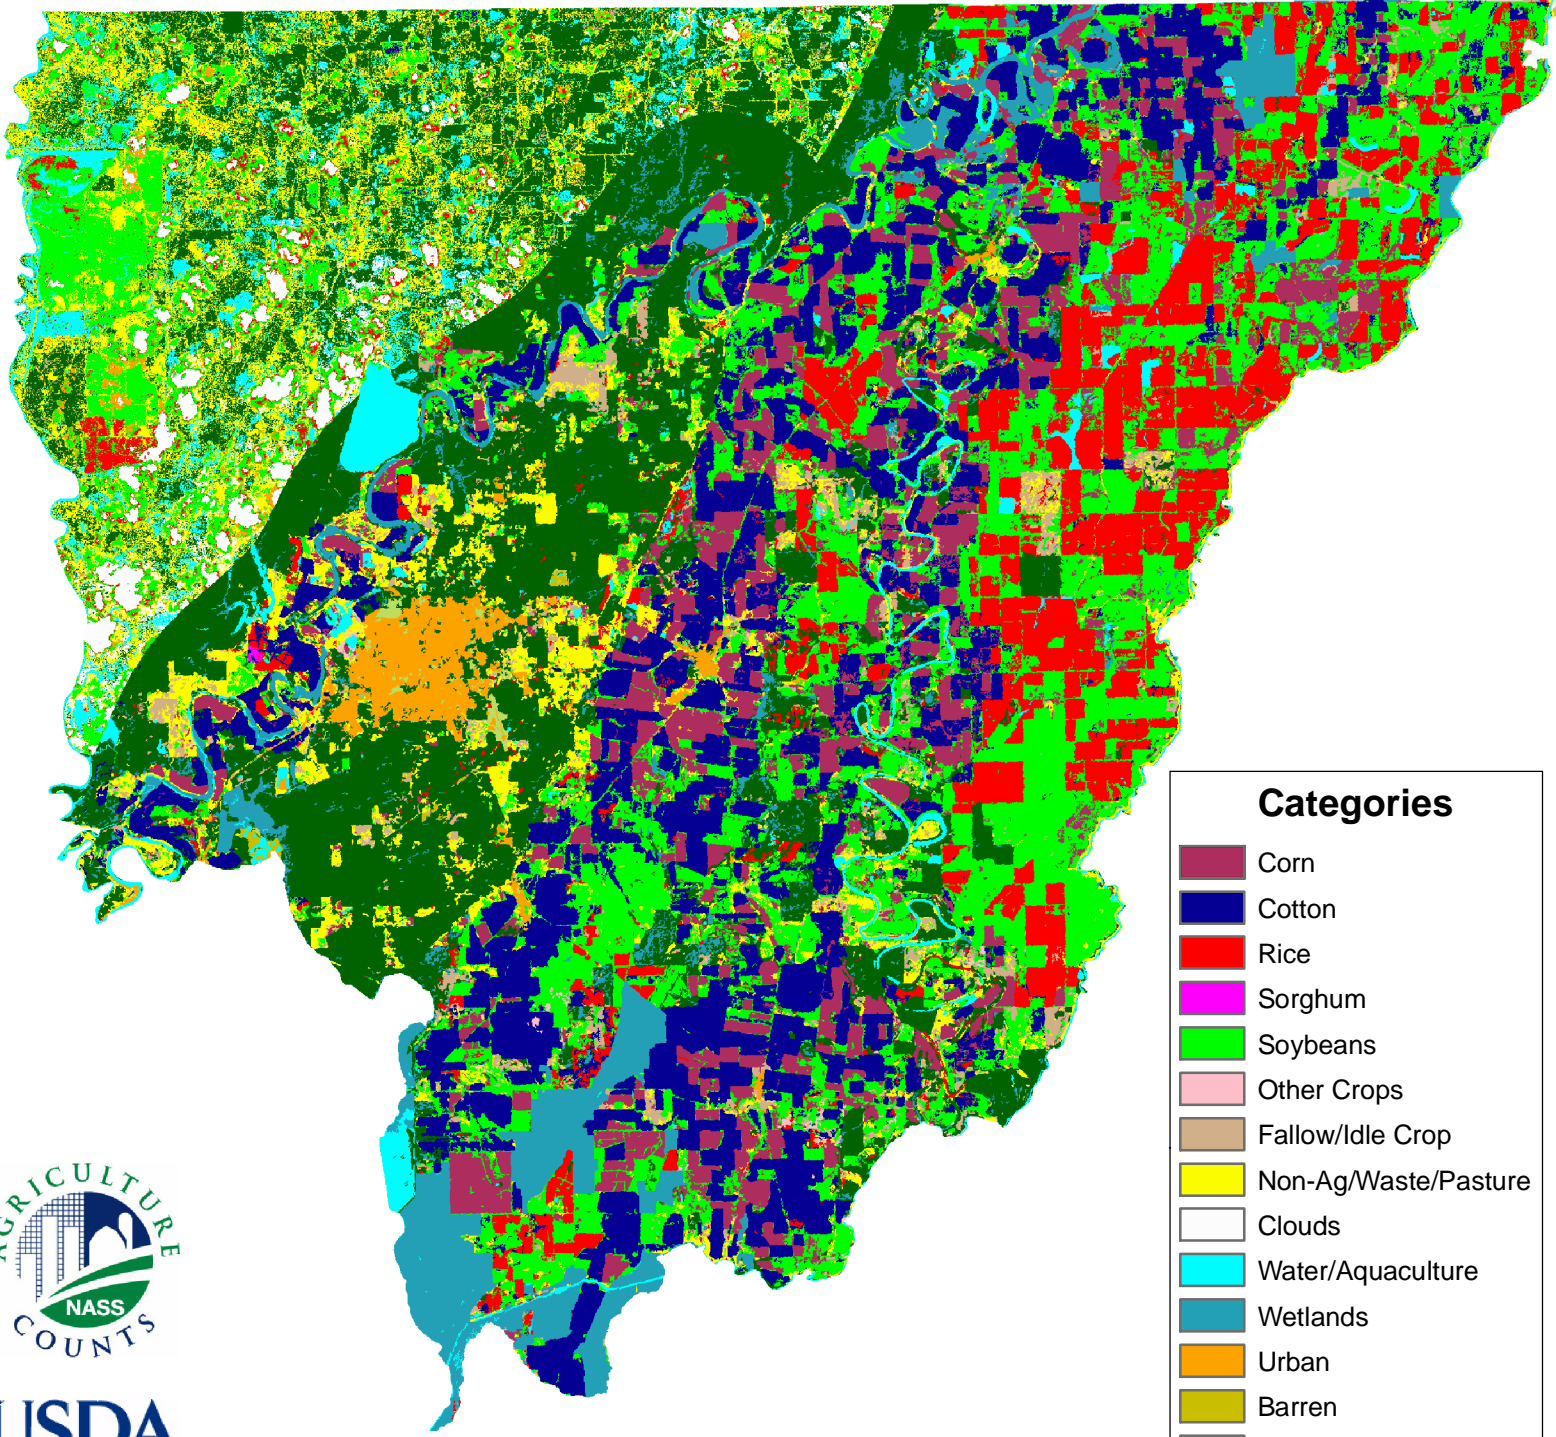 Categories
Corn
Cotton
Rice
Sorghum
Soybeans
Other Crops
Fallow/Idle Crop
Non-Ag/Waste/Pasture
Clouds
Water/Aquaculture
Wetlands
Urban
Barren
AGRICULTURE
NASS
COUNTS
USDA